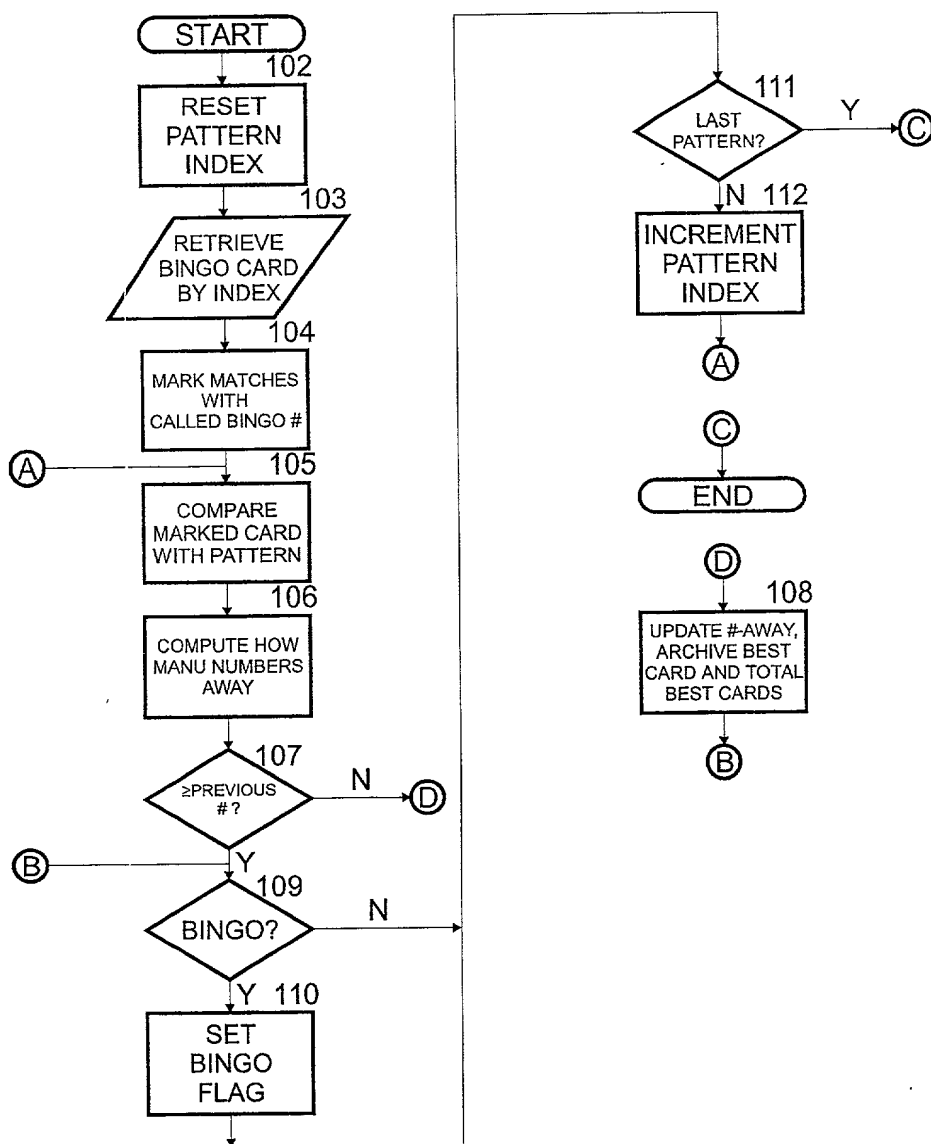 START
102
RESET
PATTERN
INDEX
103
RETRIEVE
BINGO CARD
BY INDEX
104
MARK MATCHES
WITH
CALLED BINGO #
A
105
COMPARE
MARKED CARD
WITH PATTERN
106
COMPUTE HOW
MANU NUMBERS
AWAY
107
≥PREVIOUS
# ?
N
D
B
Y
109
BINGO?
N
Y
110
SET
BINGO
FLAG
111
LAST
PATTERN?
Y
C
N
112
INCREMENT
PATTERN
INDEX
A
C
END
D
108
UPDATE #-AWAY,
ARCHIVE BEST
CARD AND TOTAL
BEST CARDS
B